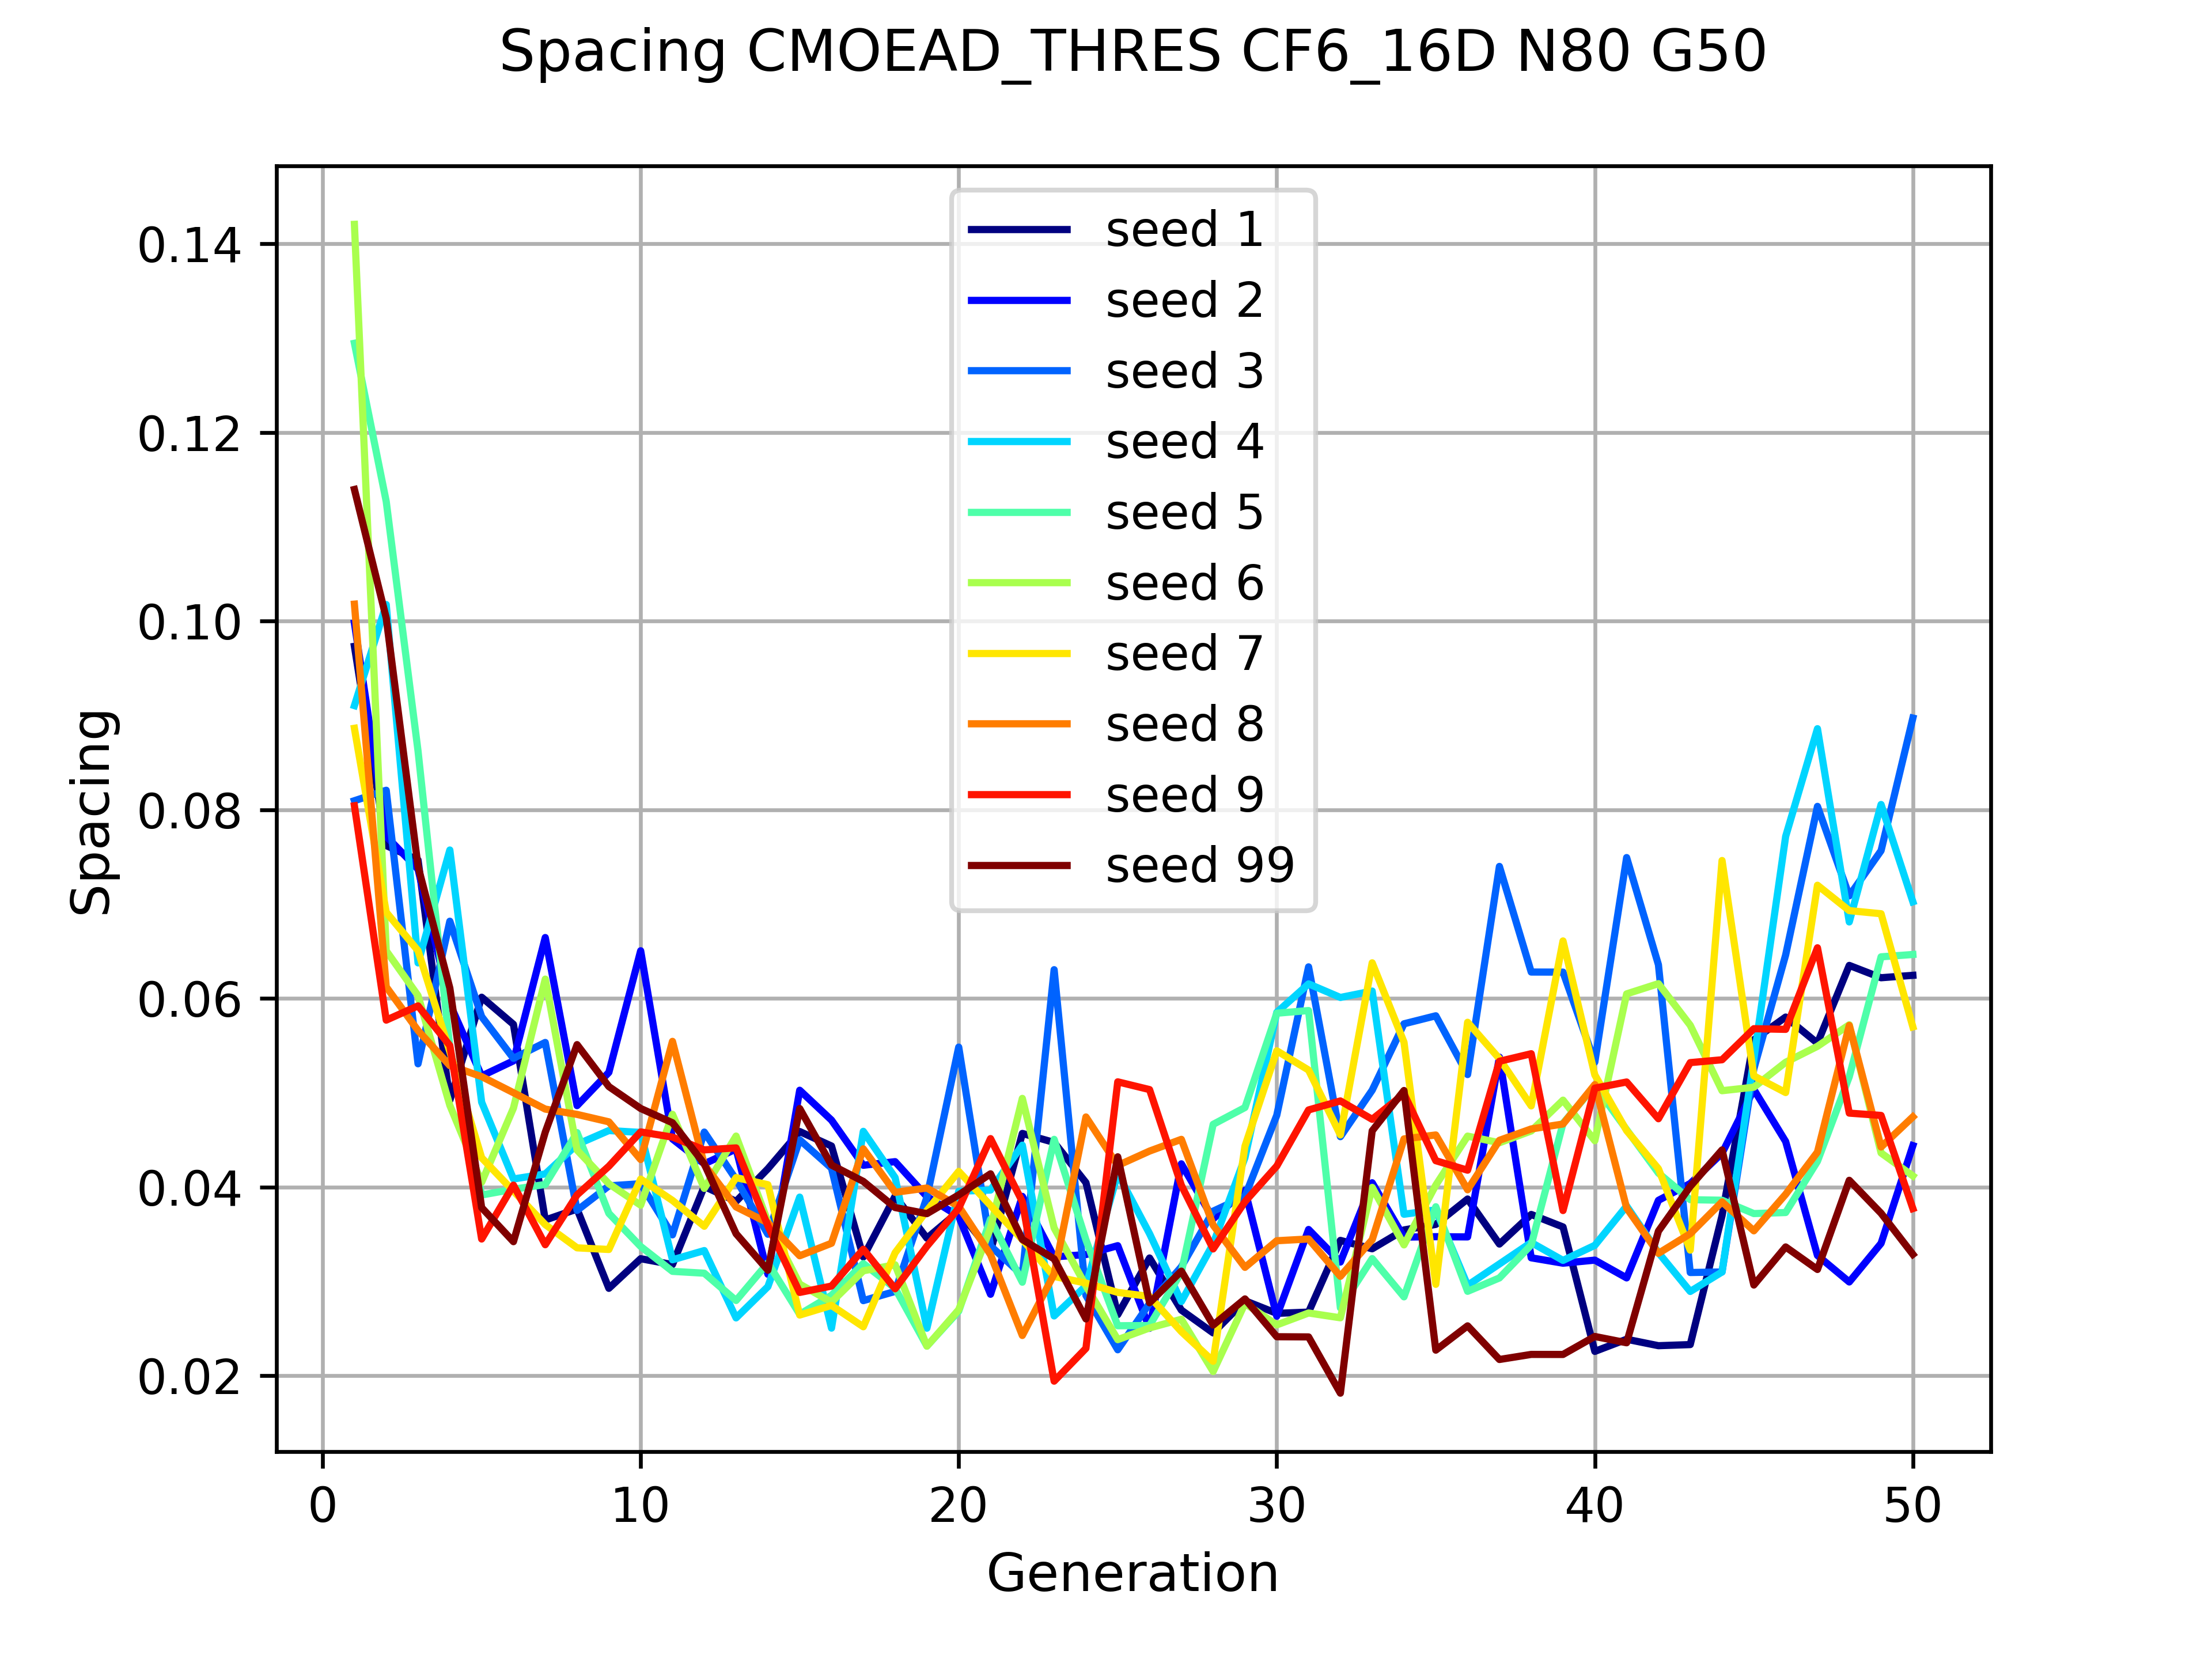 Spacing CMOEAD_THRES CF6_16D N80 G50
0.14
0.12
0.10
0.08
0.06
0.04
0.02
Spacing
seed 1
seed 2
seed 3
seed 4
seed 5
seed 6
seed 7
seed 8
seed 9
seed 99
0 10 20 30 40 50
Generation